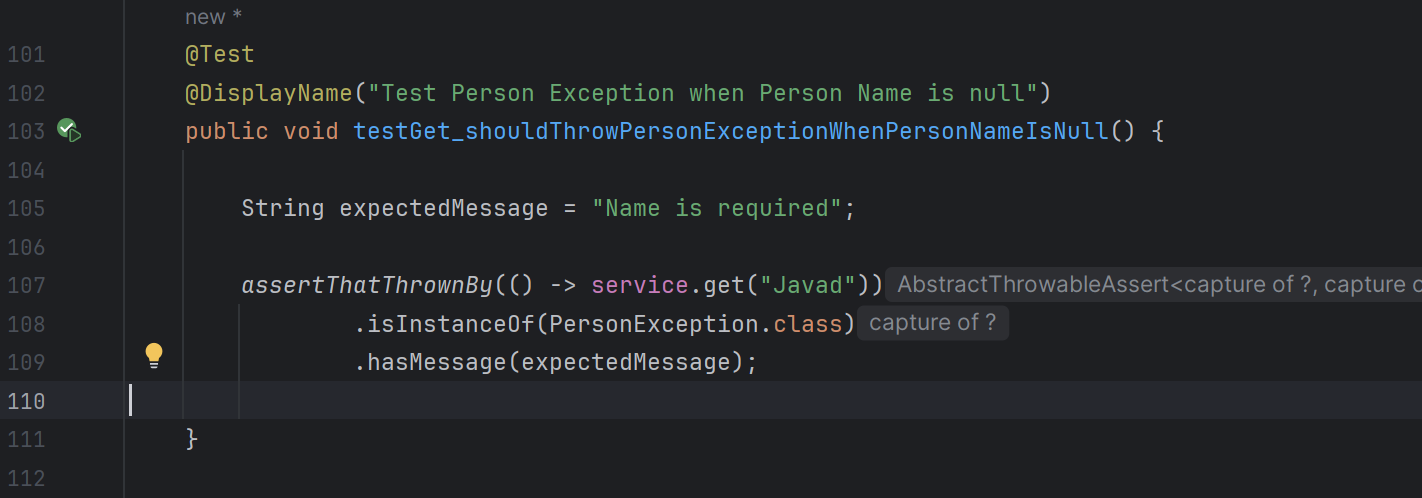 new *
101 @Test
102 @DisplayName("Test Person Exception when Person Name is null")
103 public void testGet_shouldThrowPersonExceptionWhenPersonNameIsNull() {
104
105 String expectedMessage = "Name is required";
106
107 assertThatThrownBy(() -> service.get("Javad")) AbstractThrowableAssert<capture of ?, capture
108 .isInstanceOf(PersonException.class) capture of ?
109 .hasMessage(expectedMessage);
110
111 }
112